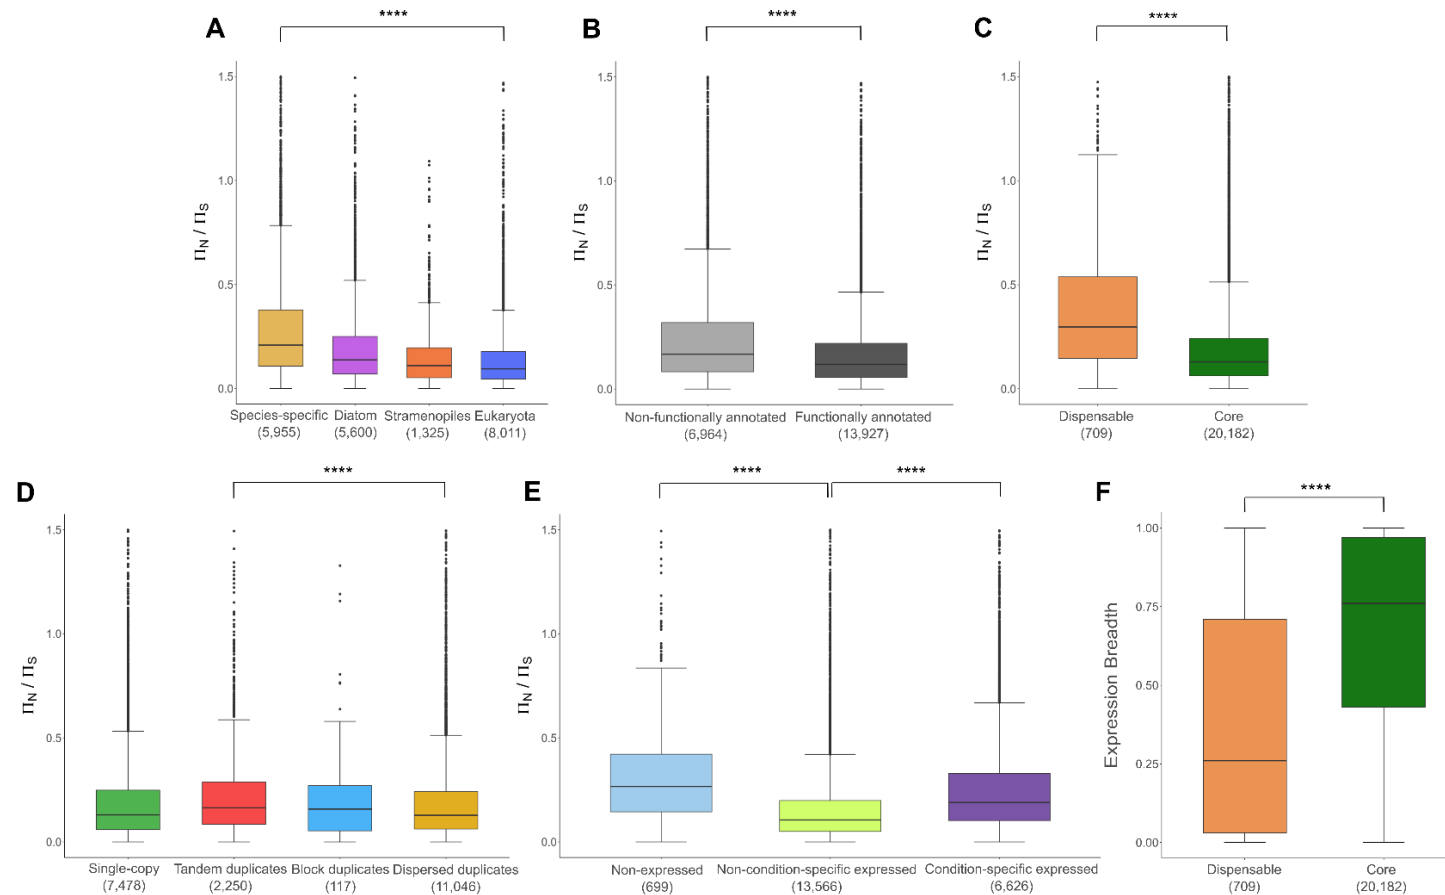 A
****
1.5
1.0
0.5
0.0
ΠN / ΠS
Species-specific
(5,955)
Diatom
(5,600)
Stramenopiles
(1,325)
Eukaryota
(8,011)
B
****
1.5
1.0
0.5
0.0
ΠN / ΠS
Non-functionally annotated
(6,964)
Functionally annotated
(13,927)
C
****
1.5
1.0
0.5
0.0
ΠN / ΠS
Dispensable
(709)
Core
(20,182)
D
****
1.5
1.0
0.5
0.0
ΠN / ΠS
Single-copy
(7,478)
Tandem duplicates
(2,250)
Block duplicates
(117)
Dispersed duplicates
(11,046)
E
****
****
1.5
1.0
0.5
0.0
ΠN / ΠS
Non-expressed
(699)
Non-condition-specific expressed
(13,566)
Condition-specific expressed
(6,626)
F
****
1.00
0.75
0.50
0.25
0.00
Expression Breadth
Dispensable
(709)
Core
(20,182)